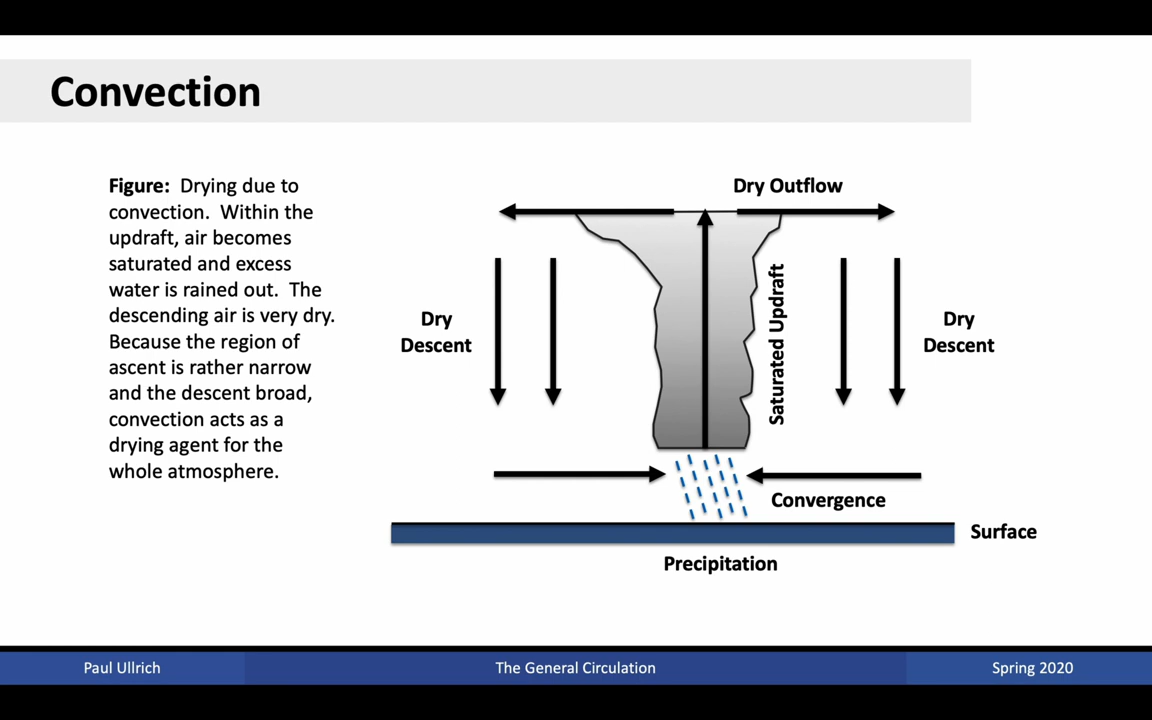 Convection
Figure: Drying due to
convection. Within the
updraft, air becomes
saturated and excess
water is rained out. The
descending air is very dry.
Because the region of
ascent is rather narrow
and the descent broad,
convection acts as a
drying agent for the
whole atmosphere.
Dry Outflow
Dry
Descent
Saturated Updraft
Dry
Descent
Convergence
Surface
Precipitation
Paul Ullrich
The General Circulation
Spring 2020